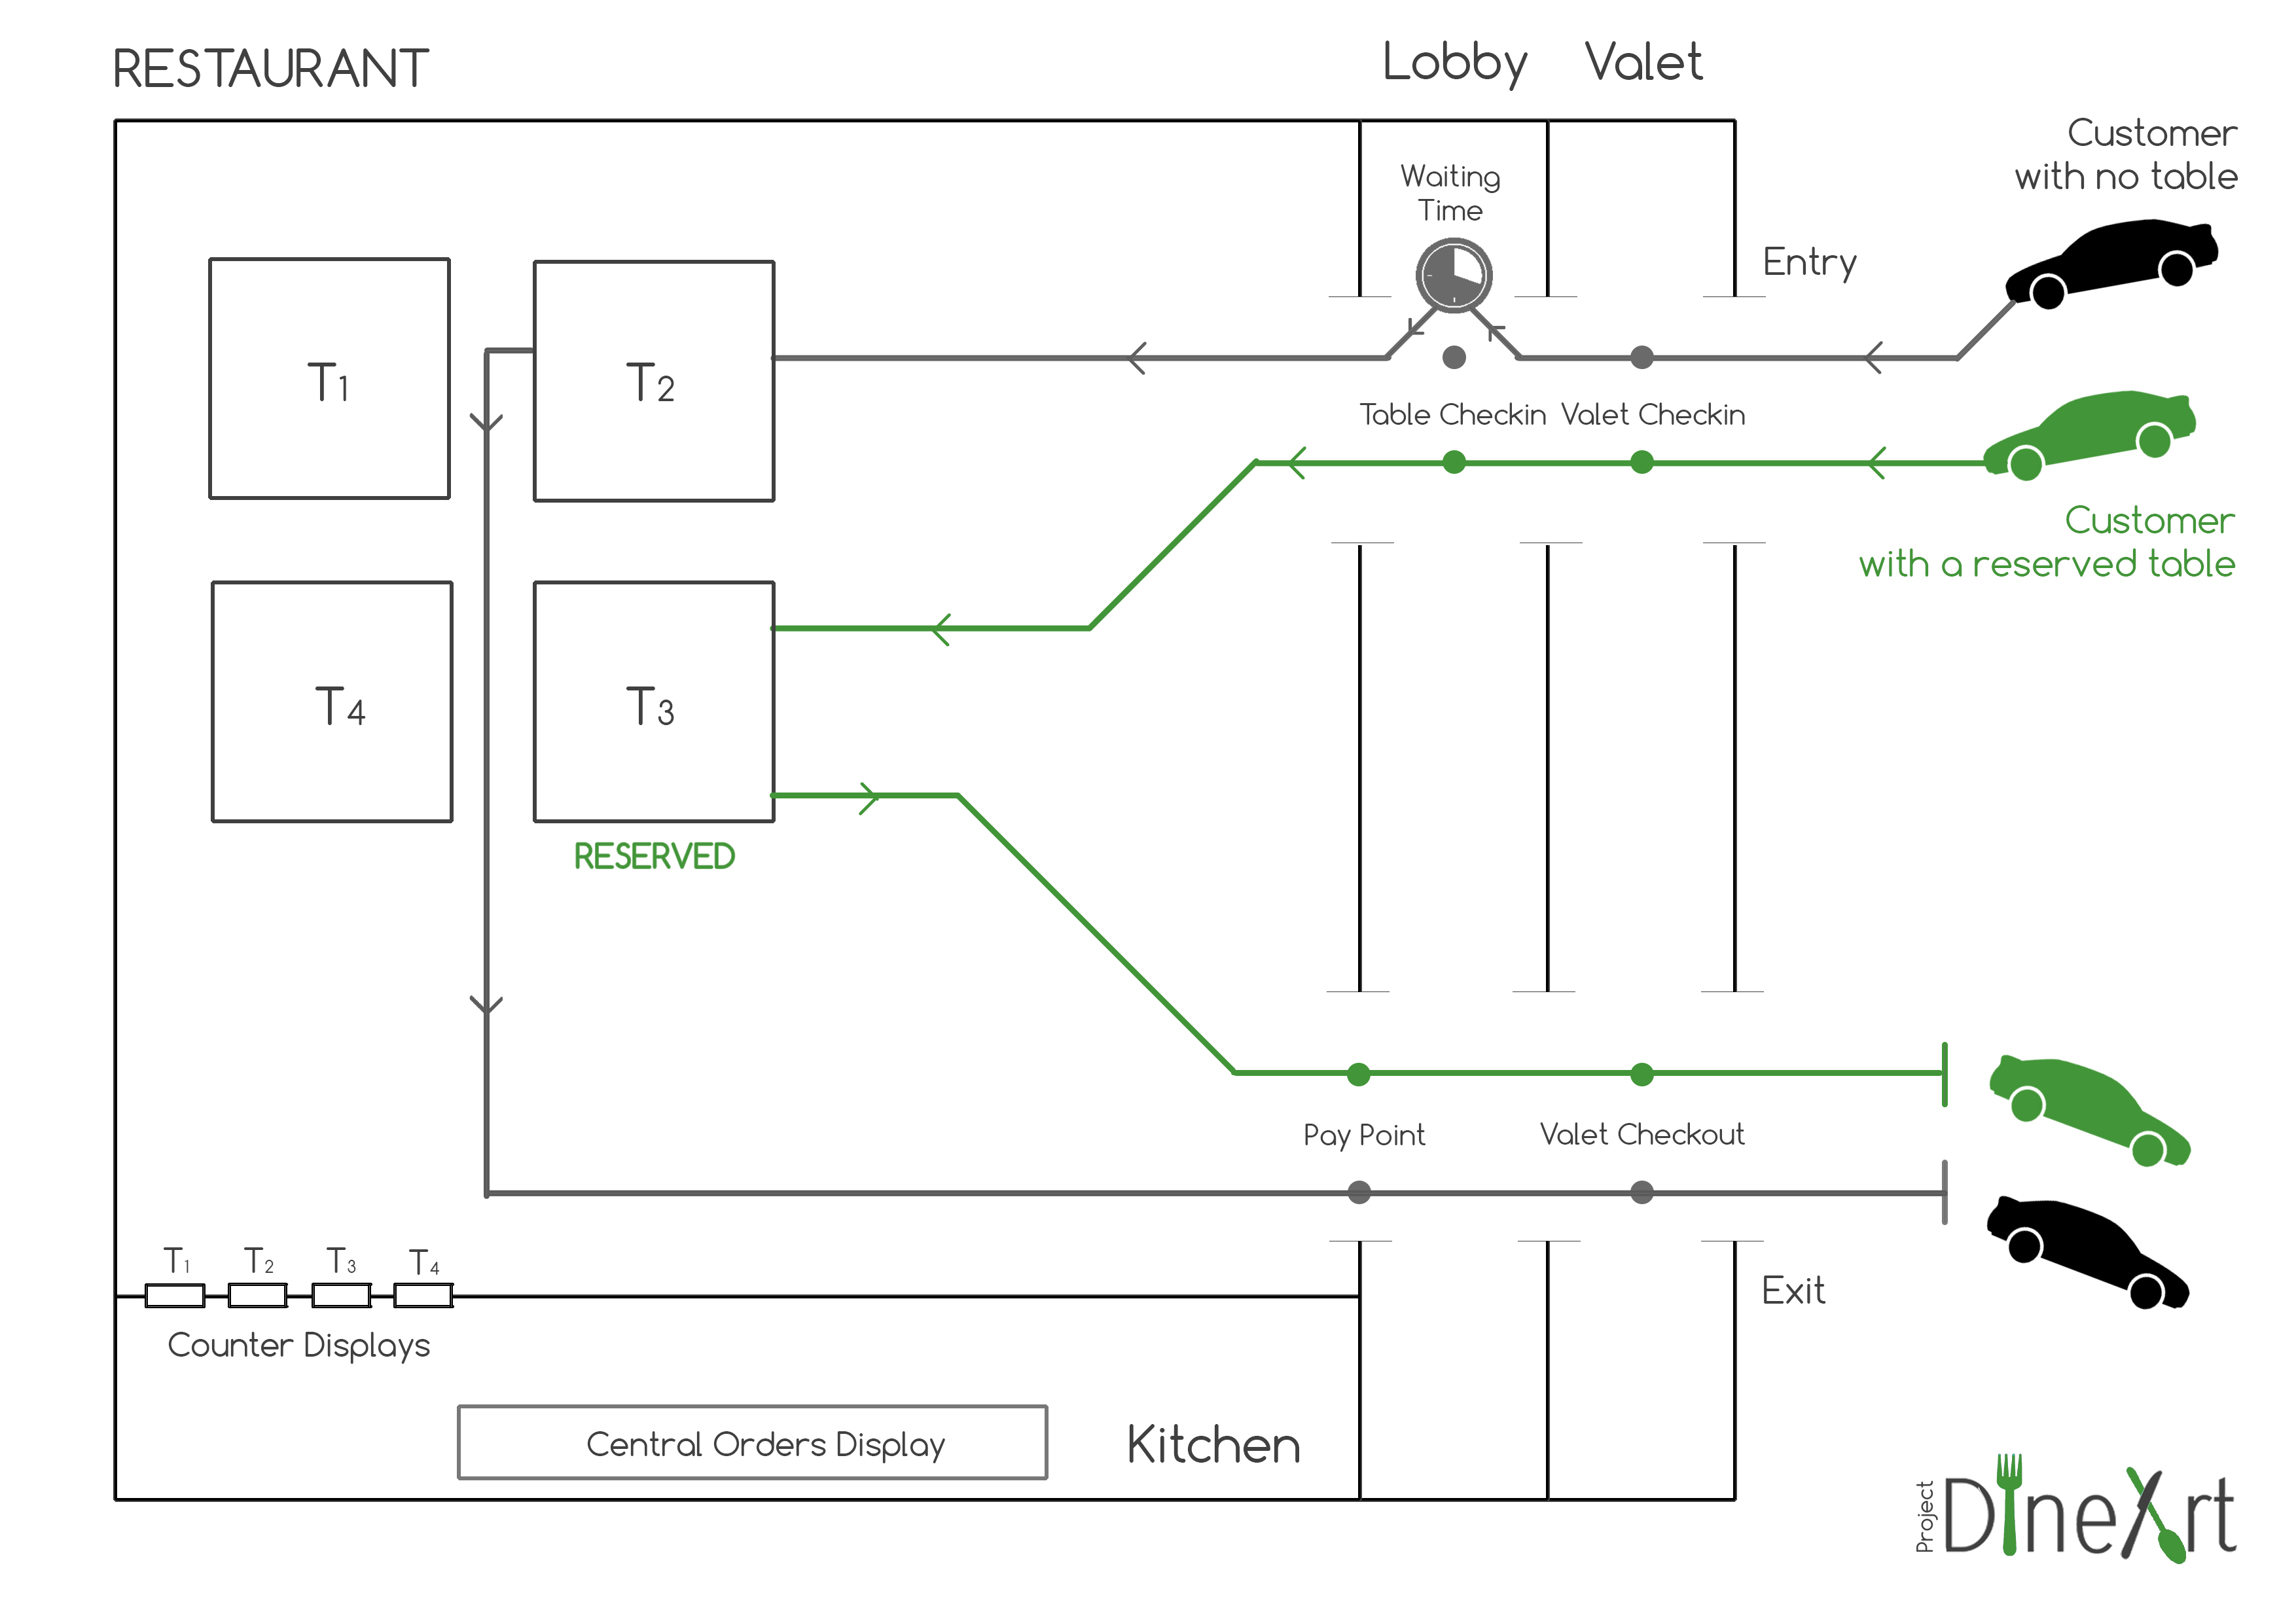 RESTAURANT
Lobby
Valet
Customer
with no table
Waiting
Time
Entry
T1
T2
Table Checkin
Valet Checkin
Customer
with a reserved table
T4
T3
RESERVED
Pay Point
Valet Checkout
T1
T2
T3
T4
Exit
Counter Displays
Central Orders Display
Kitchen
Project
DineXrt